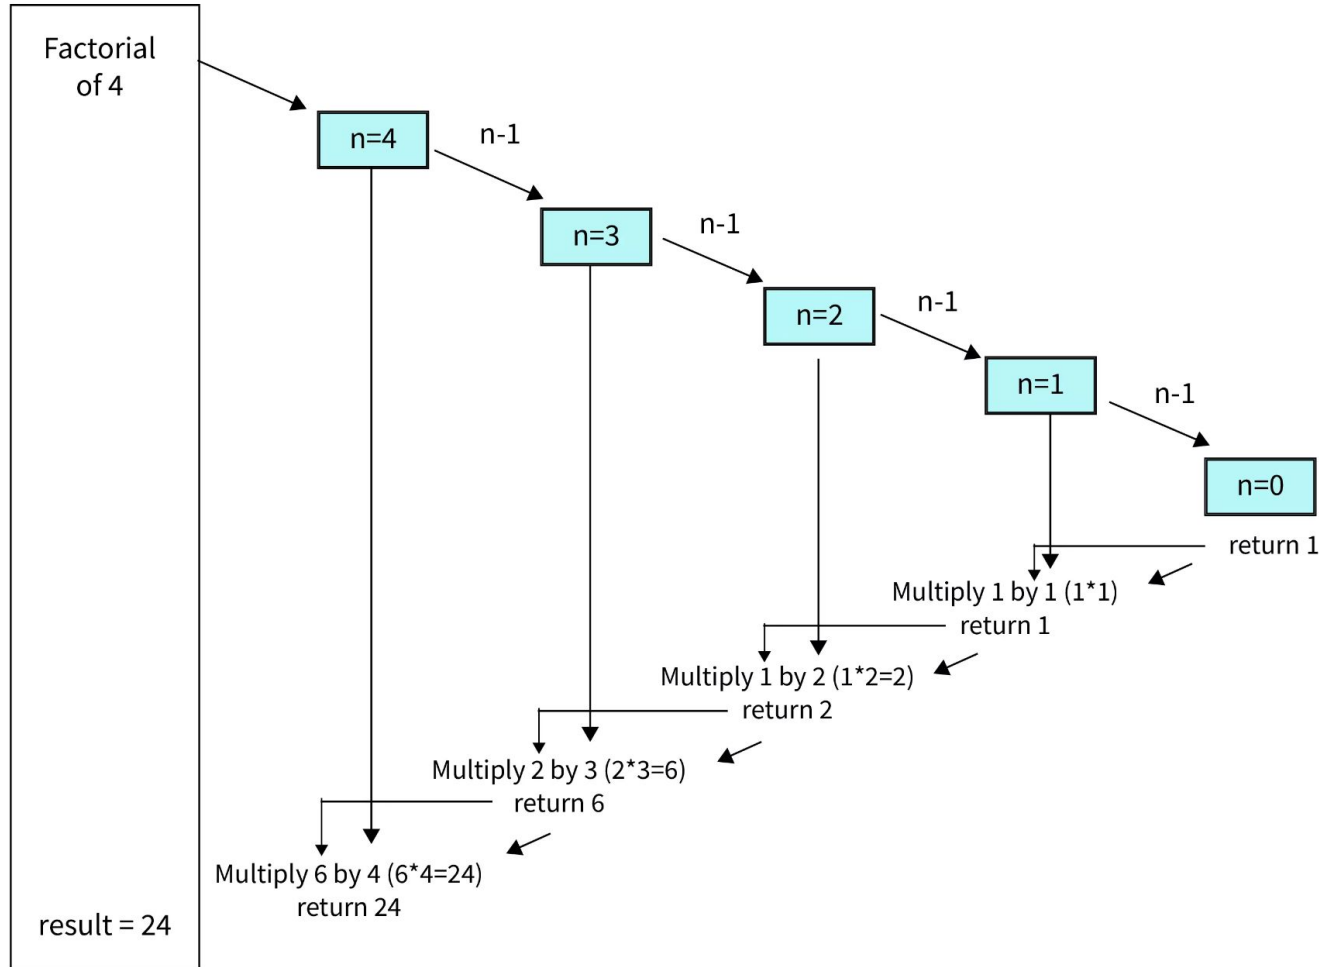 Factorial
of 4
n=4
n-1
n=3
n-1
n=2
n-1
n=1
n-1
n=0
return 1
Multiply 1 by 1 (1*1)
return 1
Multiply 1 by 2 (1*2=2)
return 2
Multiply 2 by 3 (2*3=6)
return 6
Multiply 6 by 4 (6*4=24)
return 24
result = 24